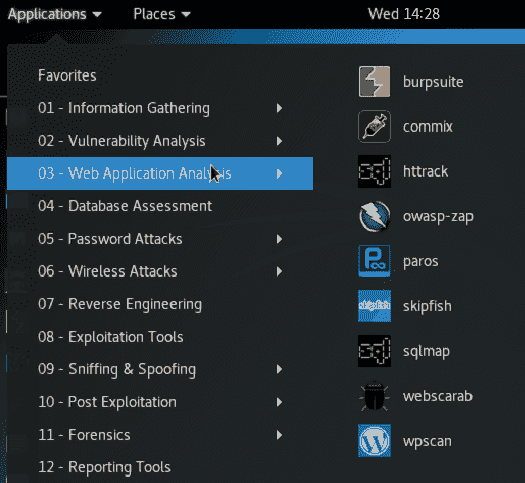 Applications Places Wed 14:28
Favorites
01 - Information Gathering
02 - Vulnerability Analysis
03 - Web Application Analysis
04 - Database Assessment
05 - Password Attacks
06 - Wireless Attacks
07 - Reverse Engineering
08 - Exploitation Tools
09 - Sniffing & Spoofing
10 - Post Exploitation
11 - Forensics
12 - Reporting Tools
burpsuite
commix
httrack
owasp-zap
paros
skipfish
sqlmap
webscarab
wpscan